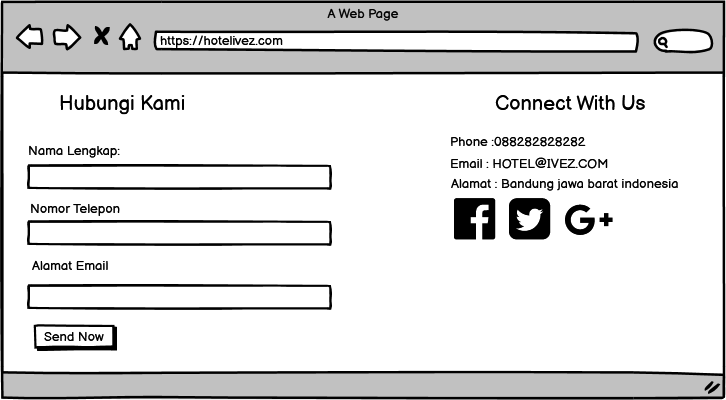 A Web Page
https://hotelivez.com
Hubungi Kami
Nama Lengkap:
Nomor Telepon
Alamat Email
Send Now
Connect With Us
Phone :088282828282
Email : HOTEL@IVEZ.COM
Alamat : Bandung jawa barat indonesia
G+